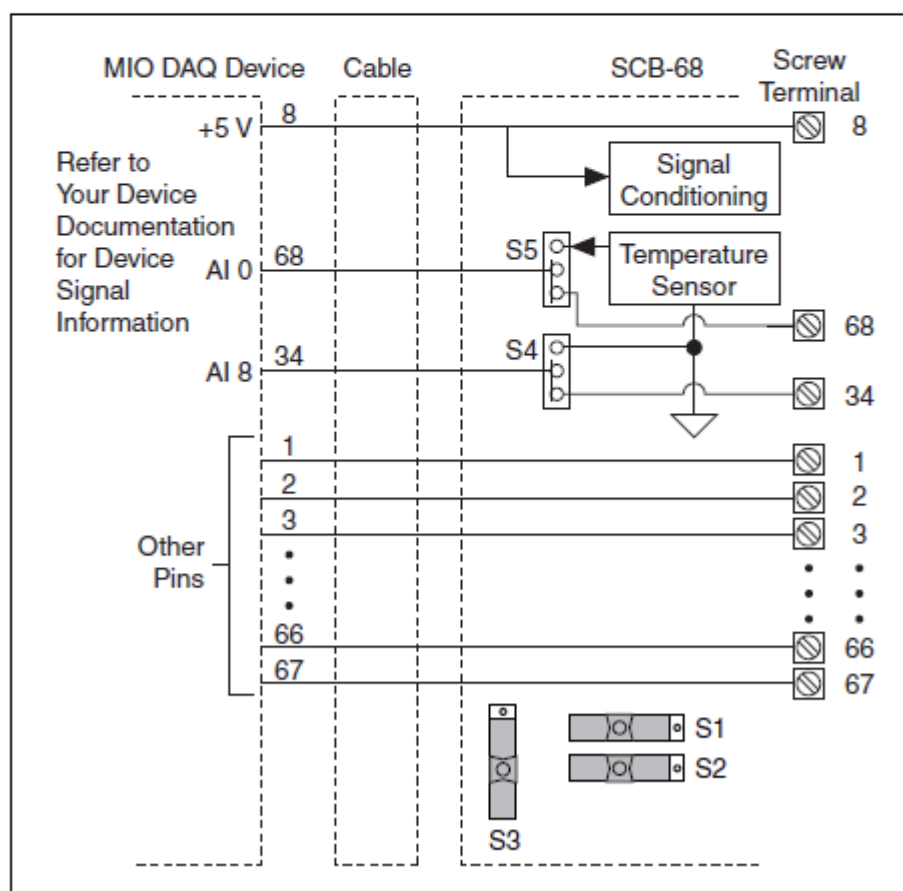 MIO DAQ Device
Cable
SCB-68
Screw
Terminal
+5 V
8
8
Refer to
Your Device
Documentation
for Device
Signal
Information
Signal
Conditioning
AI 0
68
S5
Temperature
Sensor
68
AI 8
34
S4
34
Other
Pins
1
1
2
2
3
3
66
66
67
67
S1
S2
S3